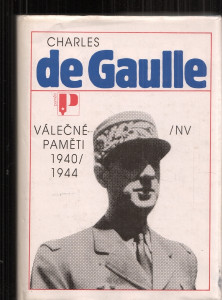 CHARLES
de Gaulle
P
VÁLEČNÉ /NV
PAMĚTI
1940/
1944